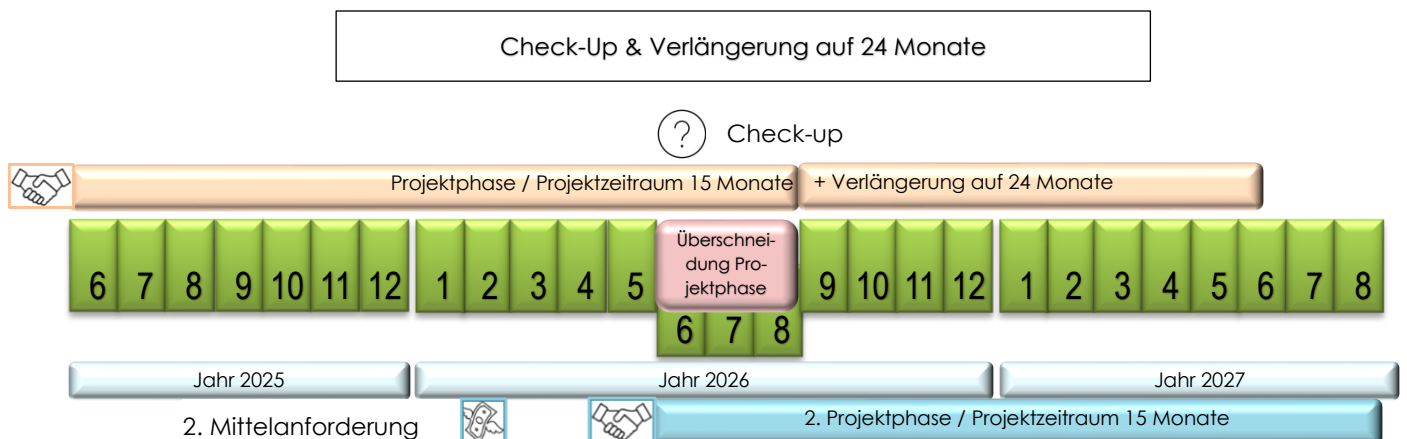 Check-Up & Verlängerung auf 24 Monate
? Check-up
Projektphase / Projektzeitraum 15 Monate + Verlängerung auf 24 Monate
6 7 8 9 10 11 12 1 2 3 4 5
Überschnei-
dung Pro-
jektphase
9 10 11 12 1 2 3 4 5 6 7 8
6 7 8
Jahr 2025 Jahr 2026 Jahr 2027
2. Mittelanforderung 2. Projektphase / Projektzeitraum 15 Monate